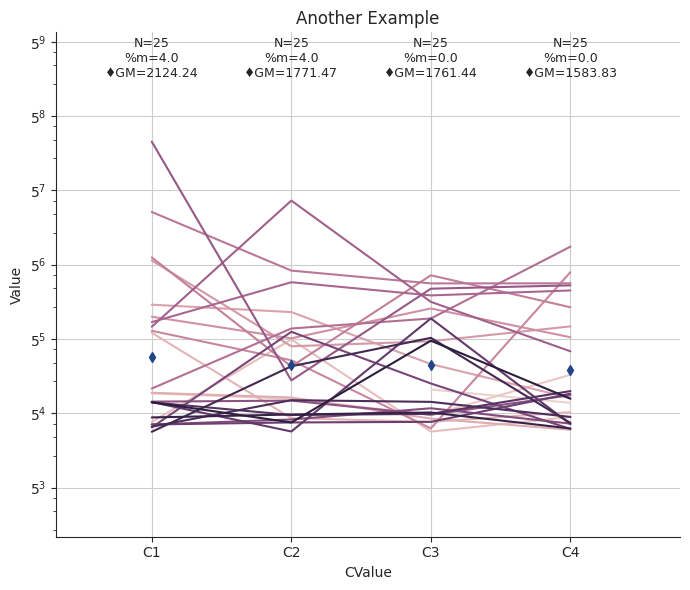 Another Example
N=25 N=25 N=25 N=25
%m=4.0 %m=4.0 %m=0.0 %m=0.0
♦GM=2124.24 ♦GM=1771.47 ♦GM=1761.44 ♦GM=1583.83
5⁹
5⁸
5⁷
5⁶
5⁵
5⁴
5³
Value
C1 C2 C3 C4
CValue